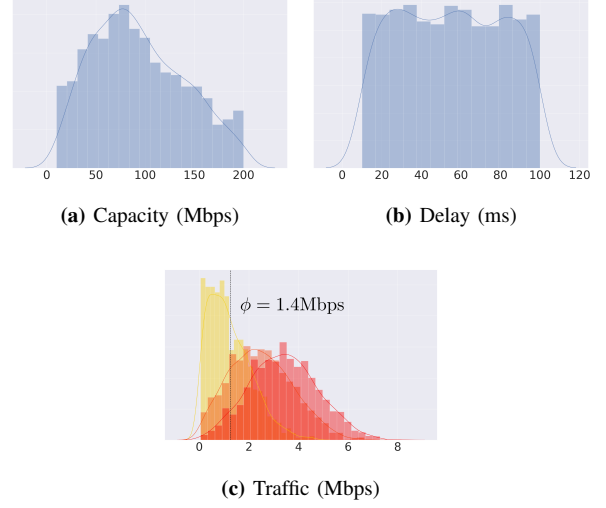 0 50 100 150 200
0 20 40 60 80 100 120
(a) Capacity (Mbps)
(b) Delay (ms)
ϕ = 1.4Mbps
0 2 4 6 8
(c) Traffic (Mbps)